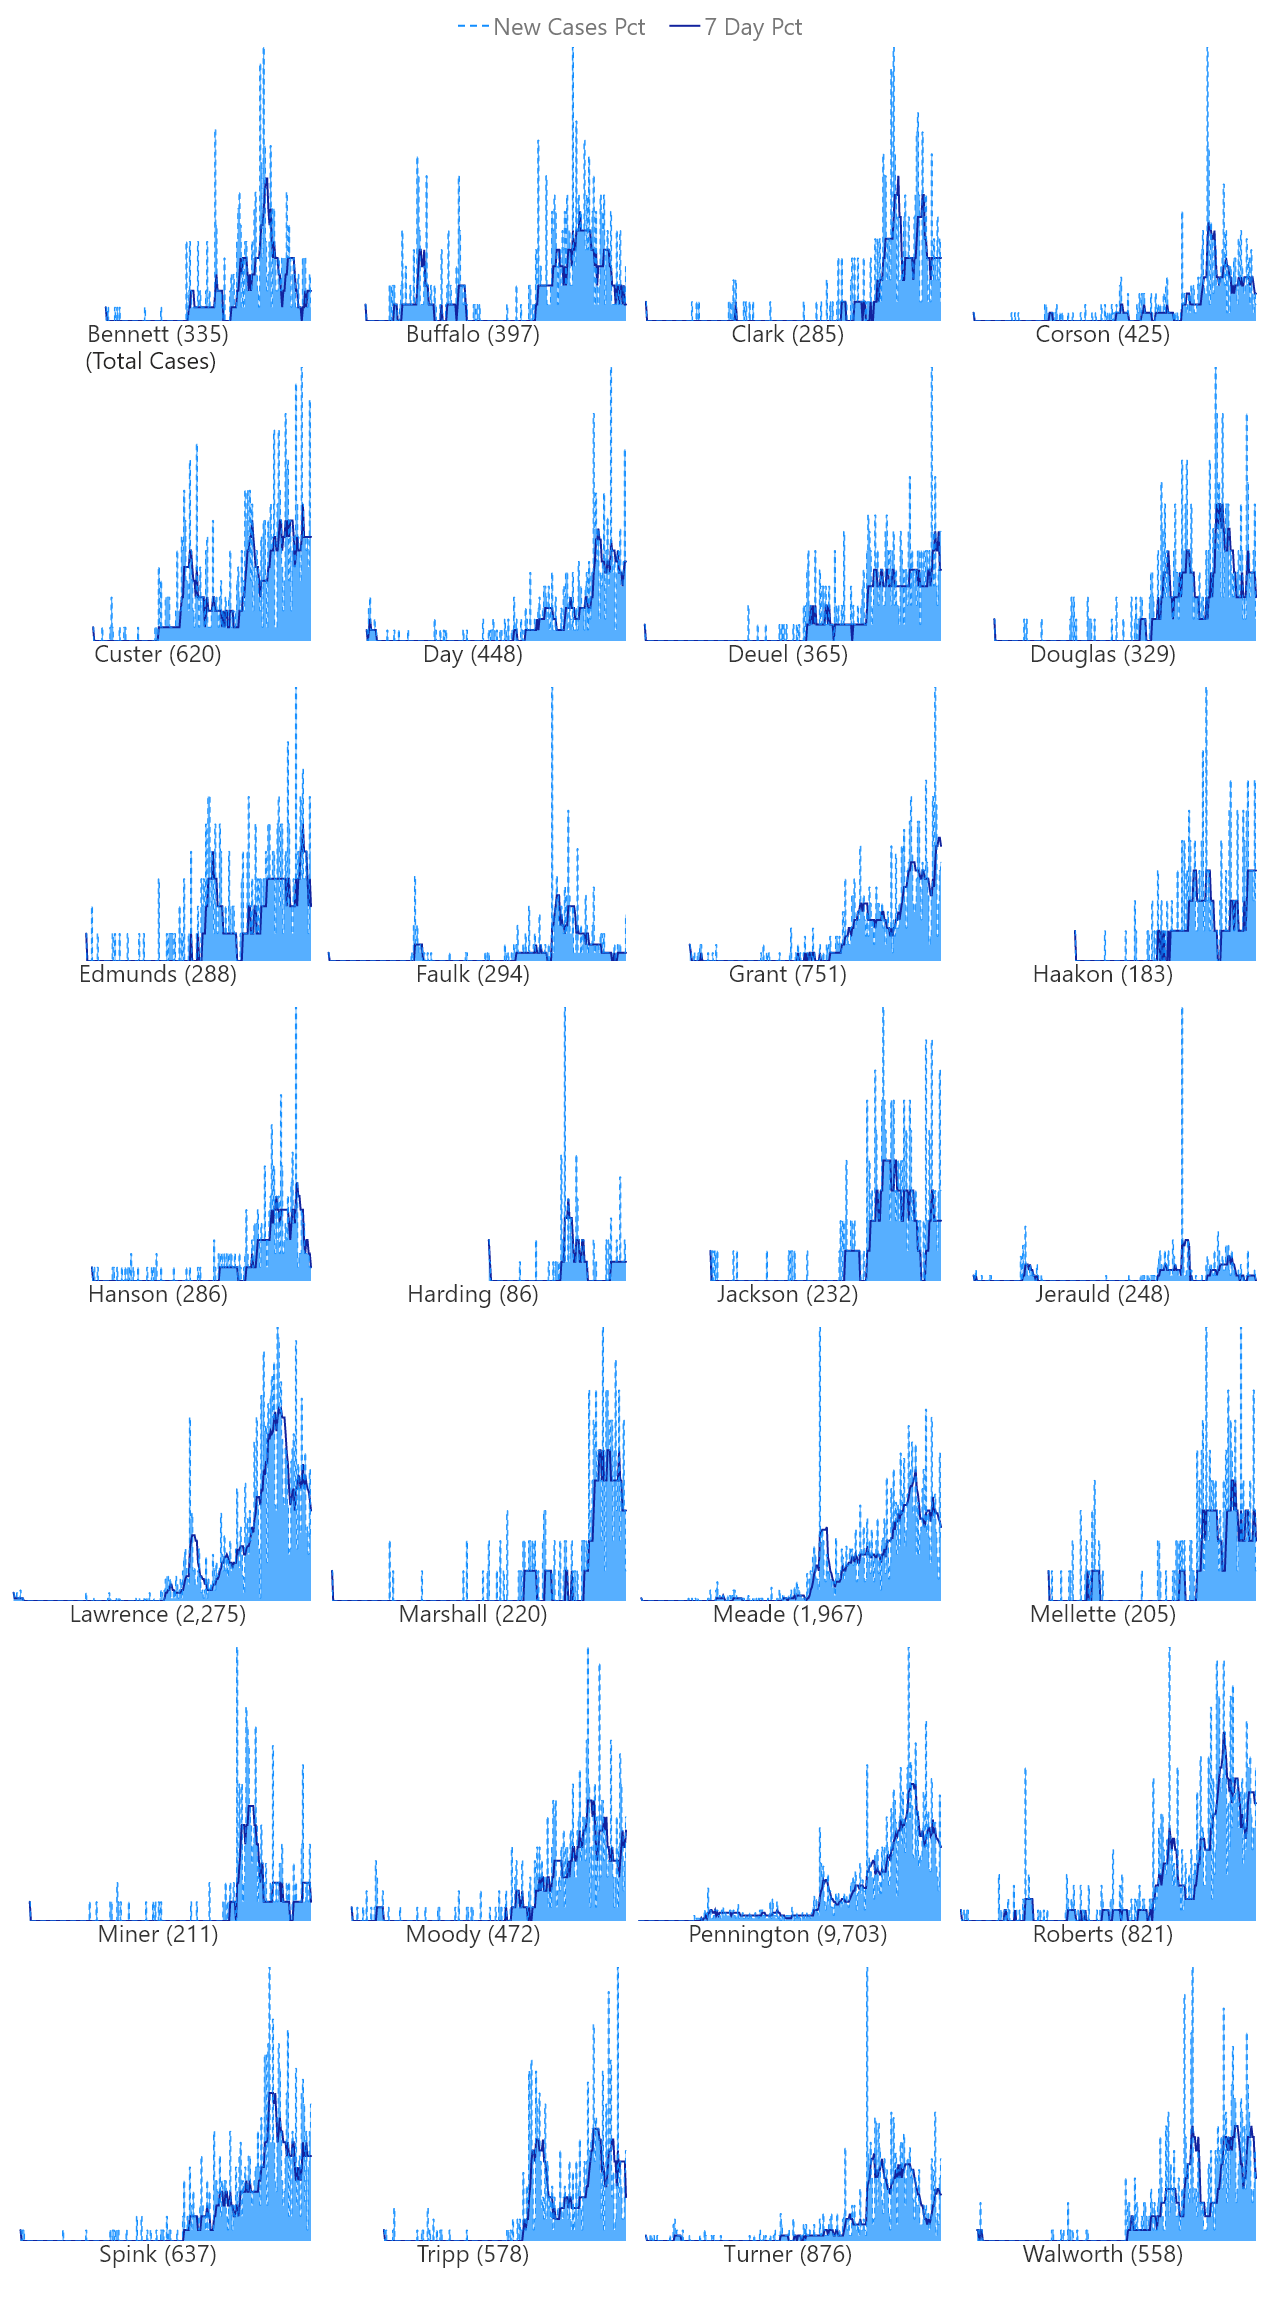 New Cases Pct 7 Day Pct
Bennett (335) Buffalo (397) Clark (285) Corson (425)
(Total Cases)
Custer (620) Day (448) Deuel (365) Douglas (329)
Edmunds (288) Faulk (294) Grant (751) Haakon (183)
Hanson (286) Harding (86) Jackson (232) Jerauld (248)
Lawrence (2,275) Marshall (220) Meade (1,967) Mellette (205)
Miner (211) Moody (472) Pennington (9,703) Roberts (821)
Spink (637) Tripp (578) Turner (876) Walworth (558)